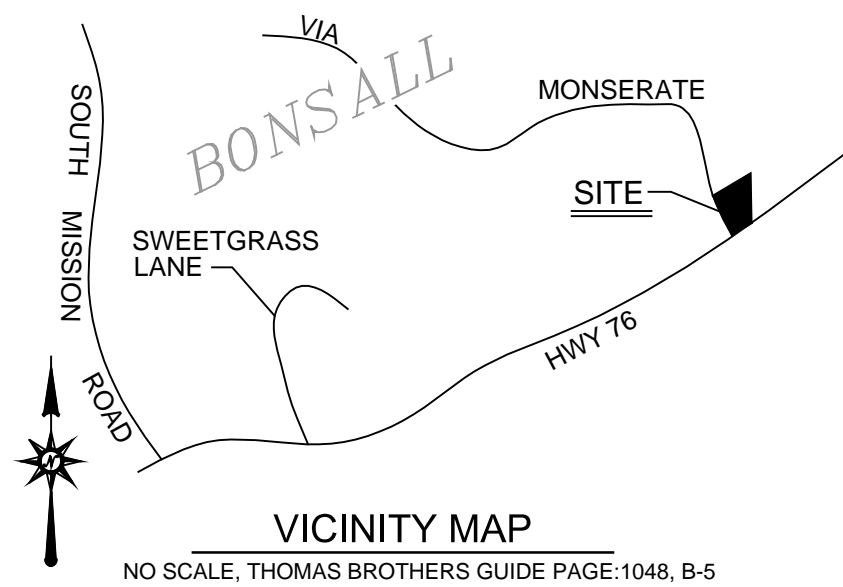 VIA
BONSALL
MONSERATE
SOUTH MISSION ROAD
SITE
SWEETGRASS
LANE
HWY 76
N
VICINITY MAP
NO SCALE, THOMAS BROTHERS GUIDE PAGE:1048, B-5